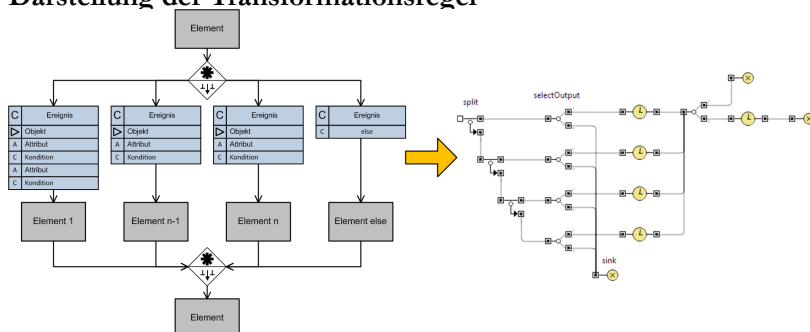 Darstellung der Transformationsregel
Element
C Ereignis
Objekt
A Attribut
C Kondition
A Attribut
C Kondition
C Ereignis
Objekt
A Attribut
C Kondition
C Ereignis
Objekt
A Attribut
C Kondition
C Ereignis
C else
Element 1
Element n-1
Element n
Element else
Element
split
selectOutput
L
L
L
L
L
sink